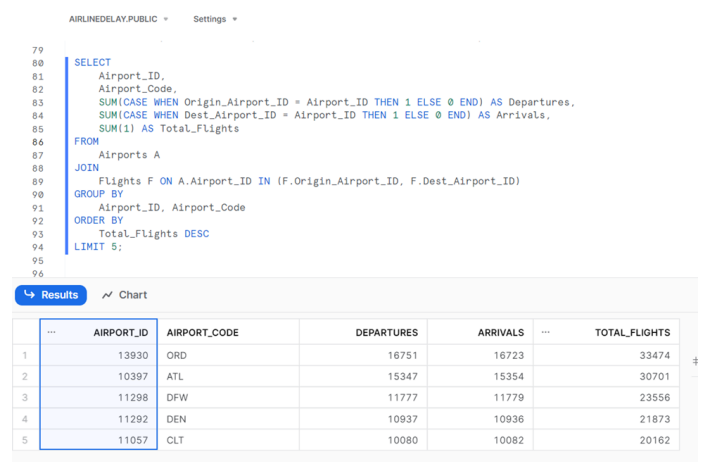 AIRLINEDELAY.PUBLIC Settings
79
80 SELECT
81 Airport_ID,
82 Airport_Code,
83 SUM(CASE WHEN Origin_Airport_ID = Airport_ID THEN 1 ELSE 0 END) AS Departures,
84 SUM(CASE WHEN Dest_Airport_ID = Airport_ID THEN 1 ELSE 0 END) AS Arrivals,
85 SUM(1) AS Total_Flights
86 FROM
87 Airports A
88 JOIN
89 Flights F ON A.Airport_ID IN (F.Origin_Airport_ID, F.Dest_Airport_ID)
90 GROUP BY
91 Airport_ID, Airport_Code
92 ORDER BY
93 Total_Flights DESC
94 LIMIT 5;
95
96
Results Chart
... AIRPORT_ID AIRPORT_CODE DEPARTURES ARRIVALS ... TOTAL_FLIGHTS
1 13930 ORD 16751 16723 33474
2 10397 ATL 15347 15354 30701
3 11298 DFW 11777 11779 23556
4 11292 DEN 10937 10936 21873
5 11057 CLT 10080 10082 20162